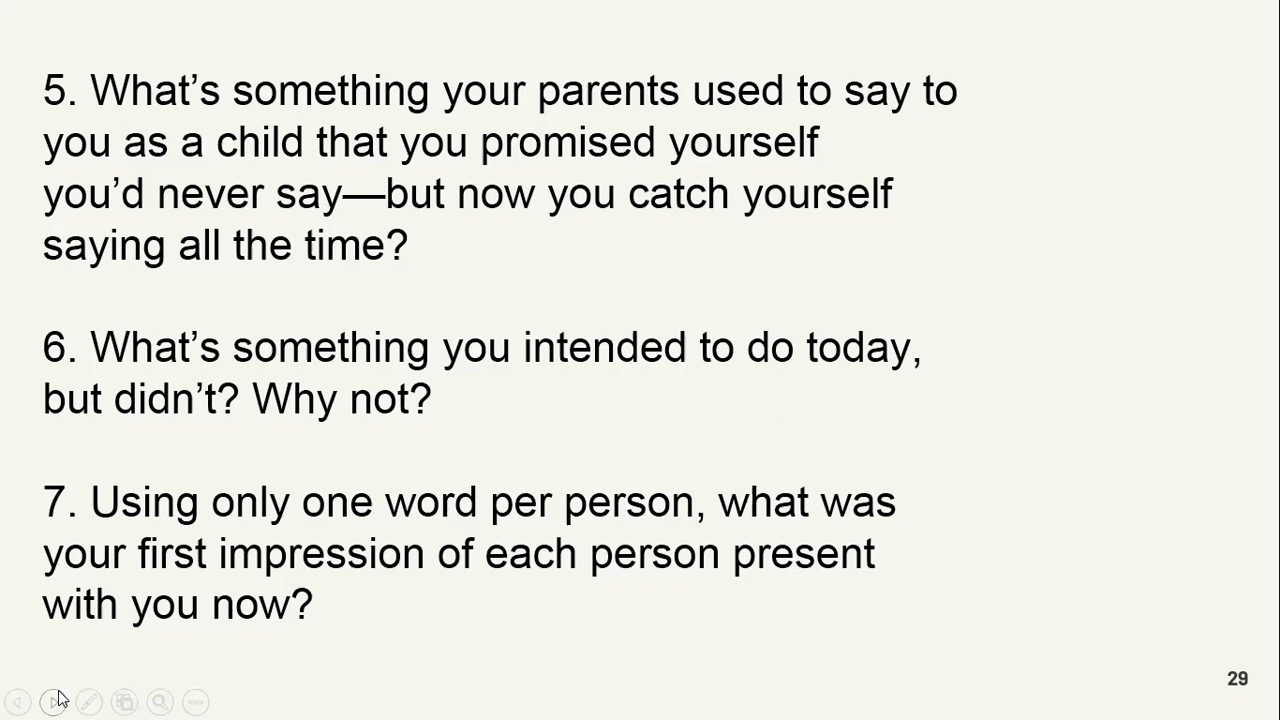 5. What’s something your parents used to say to
you as a child that you promised yourself
you’d never say—but now you catch yourself
saying all the time?
6. What’s something you intended to do today,
but didn’t? Why not?
7. Using only one word per person, what was
your first impression of each person present
with you now?
29